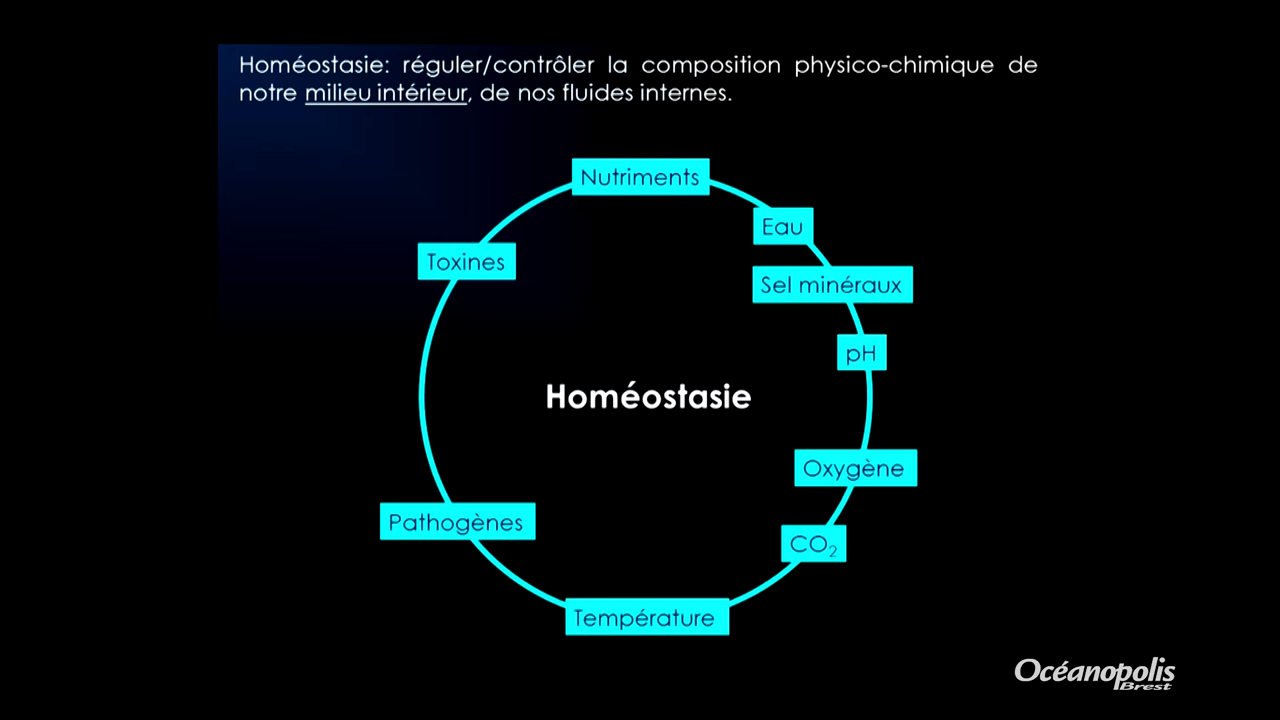 Homéostasie: réguler/contrôler la composition physico-chimique de
notre milieu intérieur, de nos fluides internes.
Nutriments
Eau
Toxines
Sel minéraux
pH
Homéostasie
Oxygène
Pathogènes
CO₂
Température
Océanopolis
Brest